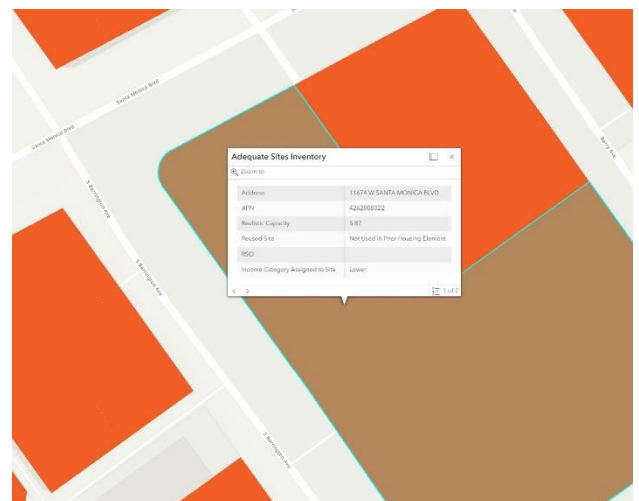 Santa Monica Blvd
Santa Monica Blvd
S Barrington Ave
Barry Ave
Adequate Sites Inventory
Zoom to
Address 11674 W SANTA MONICA BLVD
APN 4262008022
Realistic Capacity 5.87
Reused Site Not Used in Prior Housing Element
RSO
Income Category Assigned to Site Lower
1 of 2
S Barrington Ave
S Barrington Ave